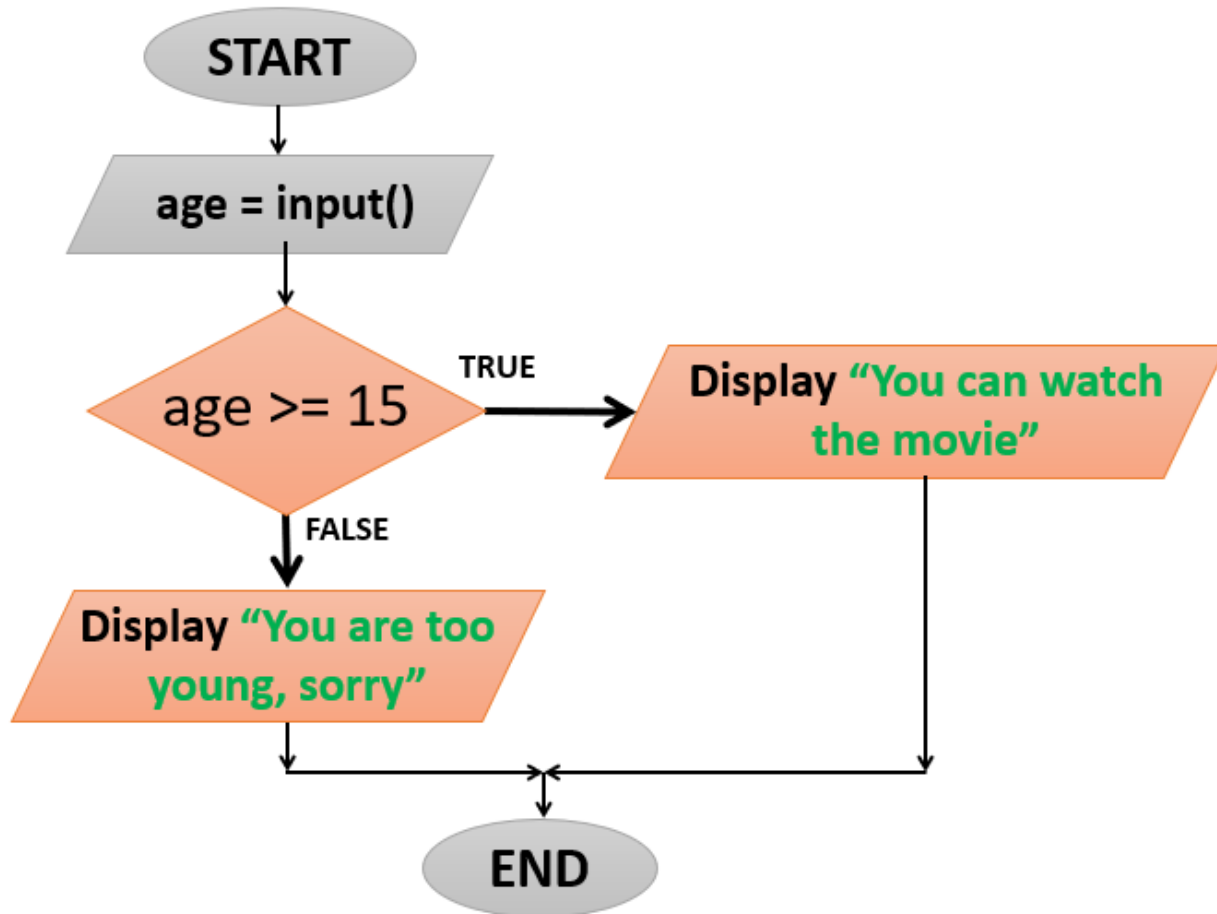 START
age = input()
age >= 15
TRUE
Display “You can watch
the movie”
FALSE
Display “You are too
young, sorry”
END